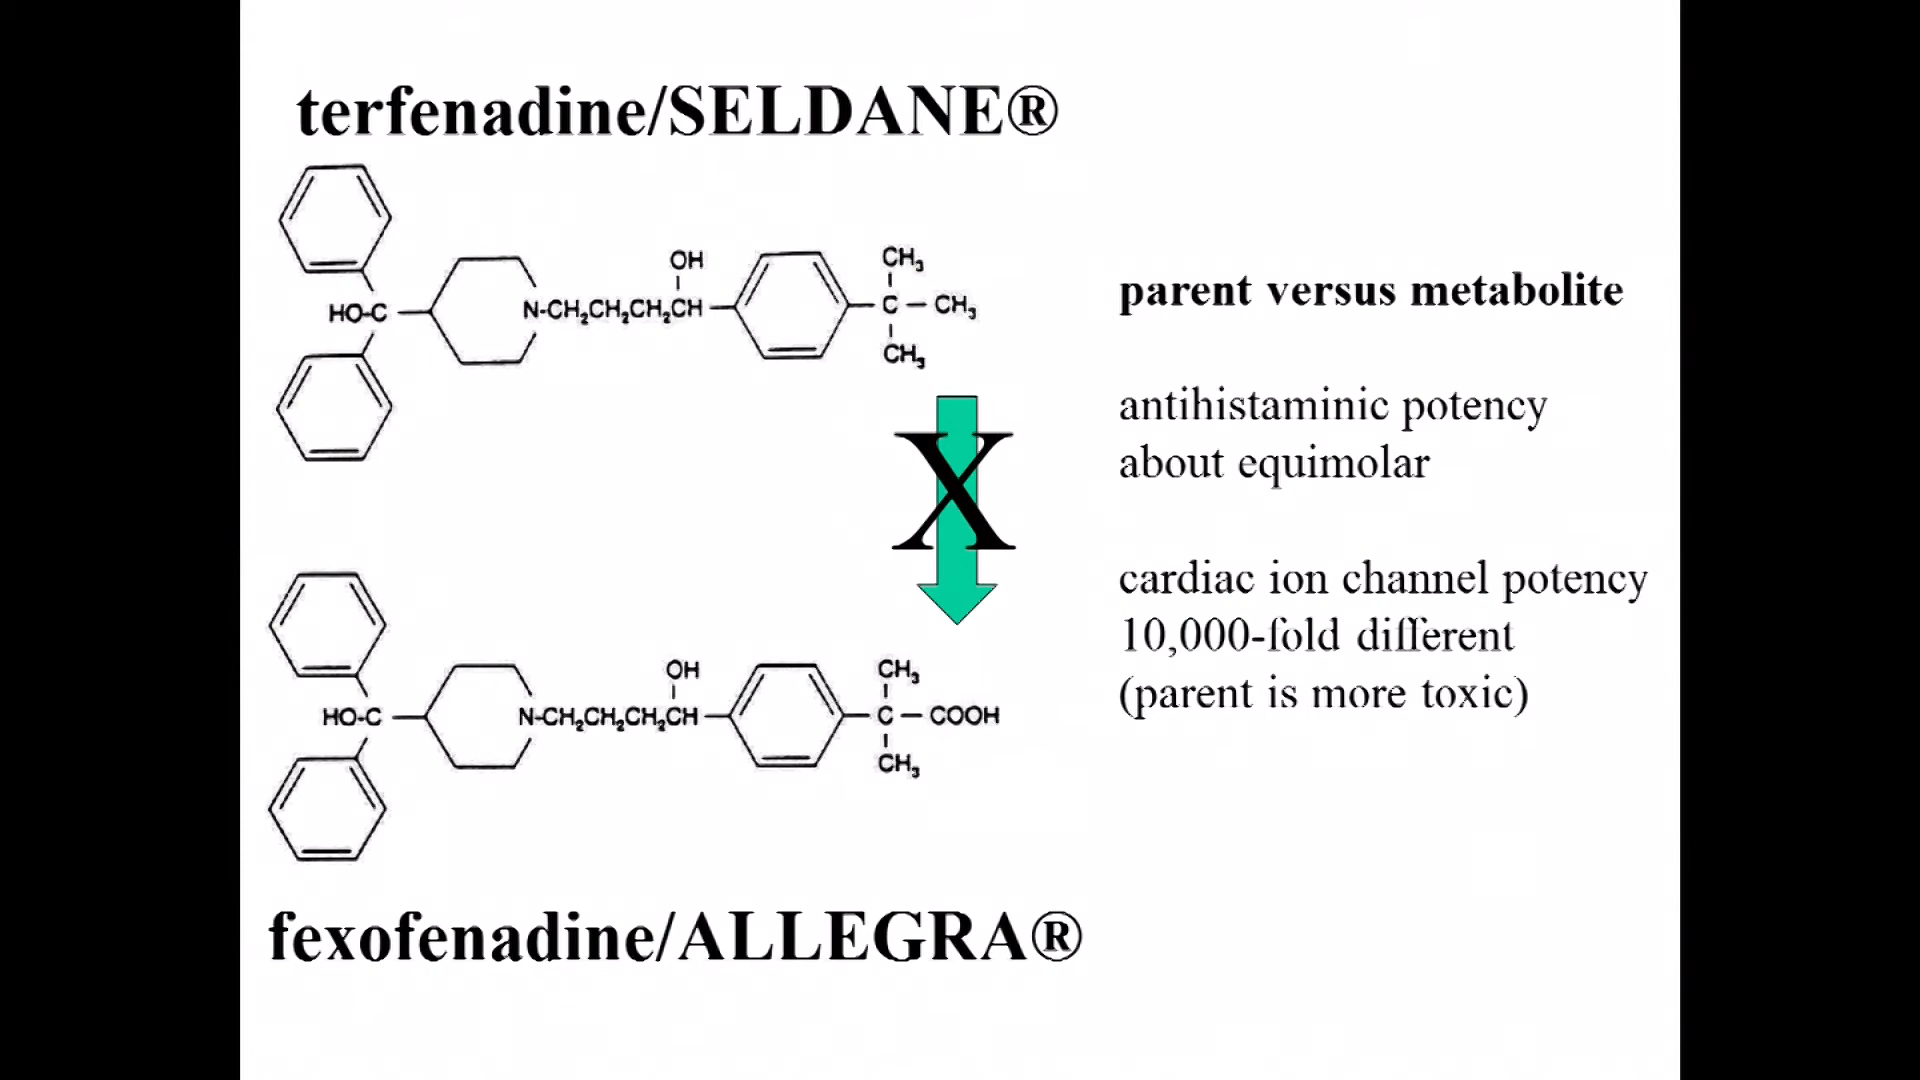 terfenadine/SELDANE®
OH
CH₃
HO-C
N-CH₂CH₂CH₂CH
C
CH₃
CH₃
parent versus metabolite
antihistaminic potency
about equimolar
X
cardiac ion channel potency
10,000-fold different
(parent is more toxic)
OH
CH₃
HO-C
N-CH₂CH₂CH₂CH
C
COOH
CH₃
fexofenadine/ALLEGRA®